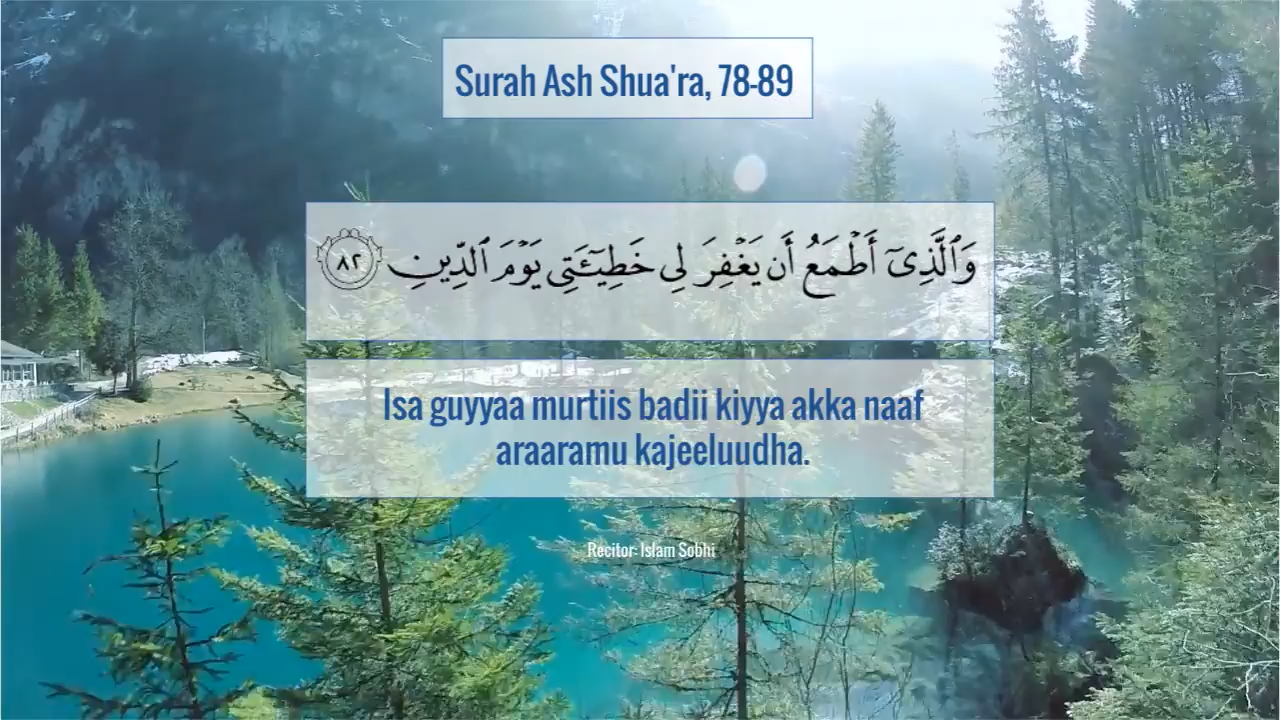 Surah Ash Shua'ra, 78-89
وَٱلَّذِىٓ أَطْمَعُ أَن يَغْفِرَ لِى خَطِيٓـَٔتِى يَوْمَ ٱلدِّينِ ٨٢
Isa guyyaa murtiis badii kiyya akka naaf
araaramu kajeeluudha.
Recitor- Islam Sobhi